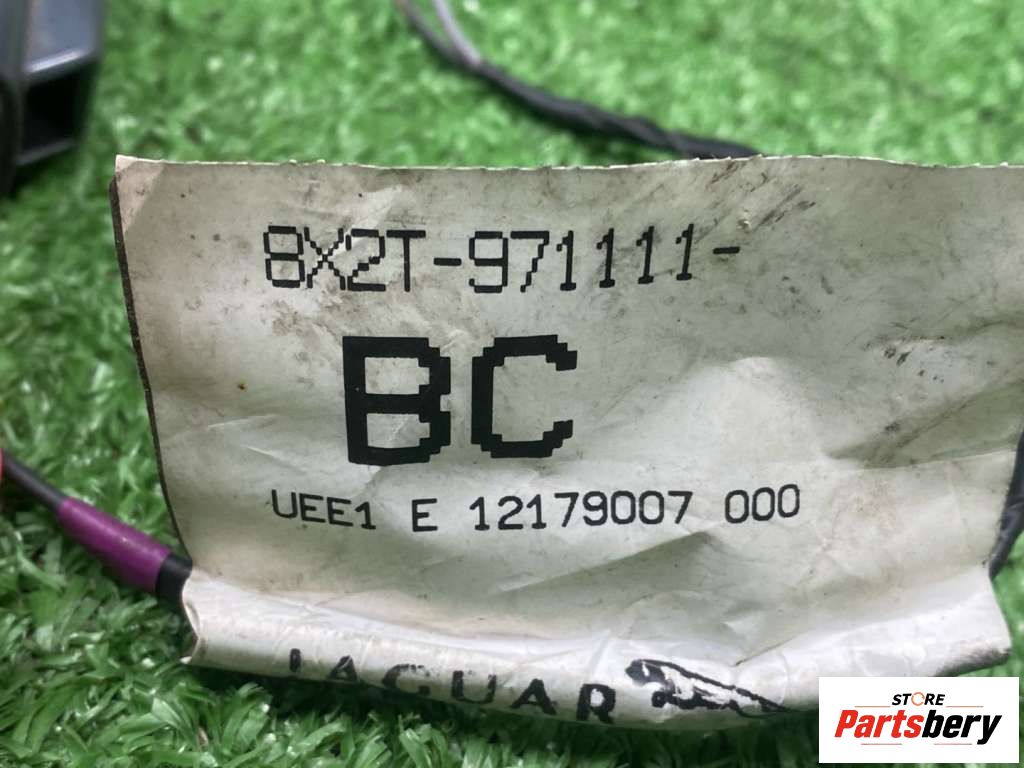 8X2T-971111-
BC
UEE1 E 12179007 000
JAGUAR
STORE
Partsbery